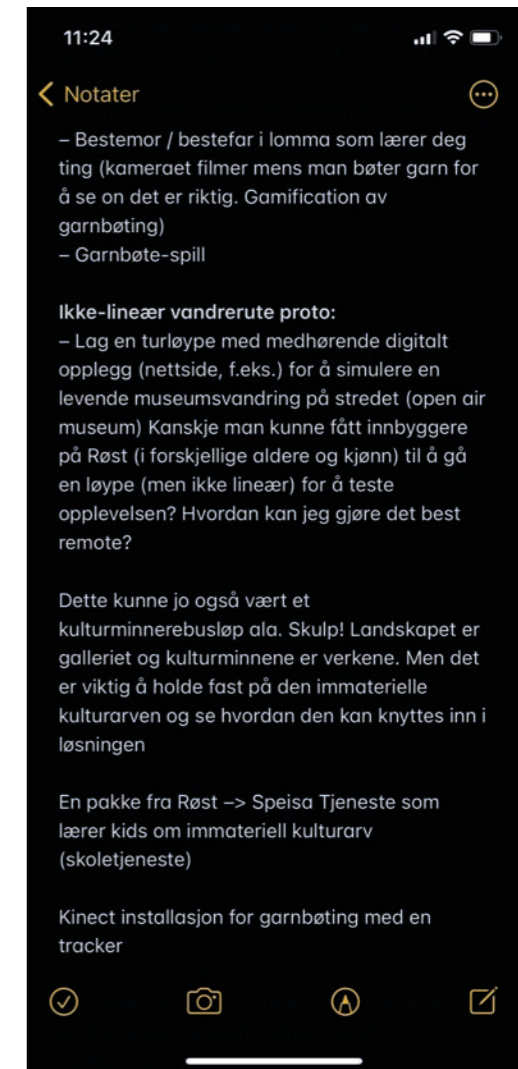 11:24
Notater
– Bestemor / bestefar i lomma som lærer deg
ting (kameraet filmer mens man bøter garn for
å se on det er riktig. Gamification av
garnbøting)
– Garnbøte-spill
Ikke-lineær vandrerute proto:
– Lag en turløype med medhørende digitalt
opplegg (nettside, f.eks.) for å simulere en
levende museumsvandring på stredet (open air
museum) Kanskje man kunne fått innbyggere
på Røst (i forskjellige aldere og kjønn) til å gå
en løype (men ikke lineær) for å teste
opplevelsen? Hvordan kan jeg gjøre det best
remote?
Dette kunne jo også vært et
kulturminnerebusløp ala. Skulp! Landskapet er
galleriet og kulturminnene er verkene. Men det
er viktig å holde fast på den immaterielle
kulturarven og se hvordan den kan knyttes inn i
løsningen
En pakke fra Røst –> Speisa Tjeneste som
lærer kids om immateriell kulturarv
(skoletjeneste)
Kinect installasjon for garnbøting med en
tracker